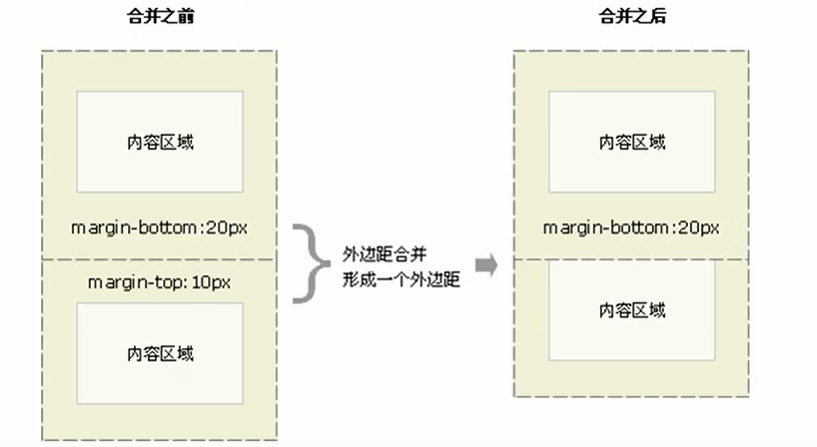 合并之前
合并之后
内容区域
内容区域
margin-bottom:20px
margin-bottom:20px
外边距合并
形成一个外边距
margin-top:10px
内容区域
内容区域